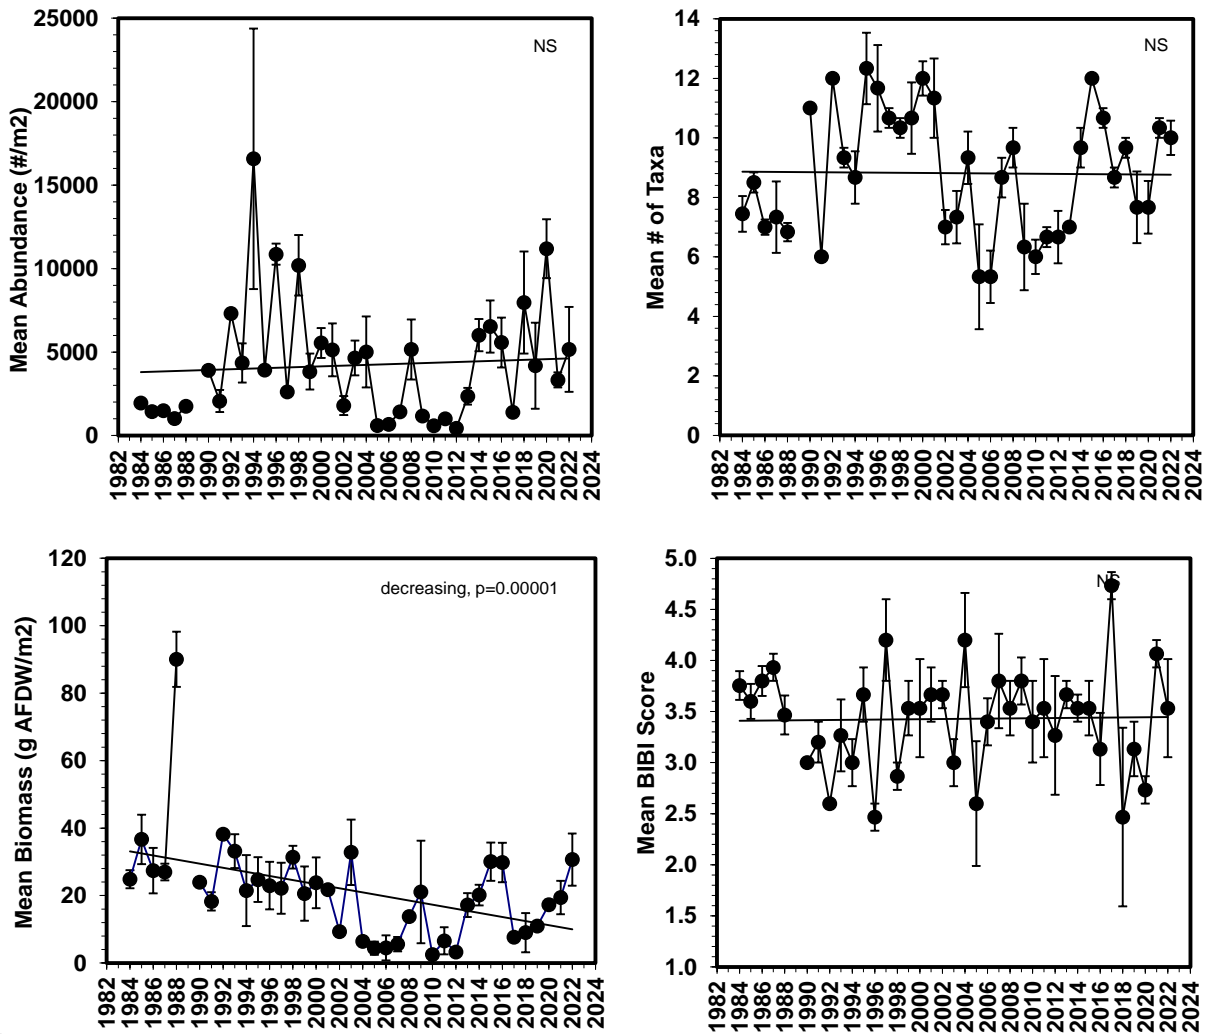 25000
20000
15000
10000
5000
0
Mean Abundance (#/m2)
NS
1982 1984 1986 1988 1990 1992 1994 1996 1998 2000 2002 2004 2006 2008 2010 2012 2014 2016 2018 2020 2022 2024
14
12
10
8
6
4
2
0
Mean # of Taxa
NS
1982 1984 1986 1988 1990 1992 1994 1996 1998 2000 2002 2004 2006 2008 2010 2012 2014 2016 2018 2020 2022 2024
120
100
80
60
40
20
0
Mean Biomass (g AFDW/m2)
decreasing, p=0.00001
1982 1984 1986 1988 1990 1992 1994 1996 1998 2000 2002 2004 2006 2008 2010 2012 2014 2016 2018 2020 2022 2024
5.0
4.5
4.0
3.5
3.0
2.5
2.0
1.5
1.0
Mean BIBI Score
NS
1982 1984 1986 1988 1990 1992 1994 1996 1998 2000 2002 2004 2006 2008 2010 2012 2014 2016 2018 2020 2022 2024